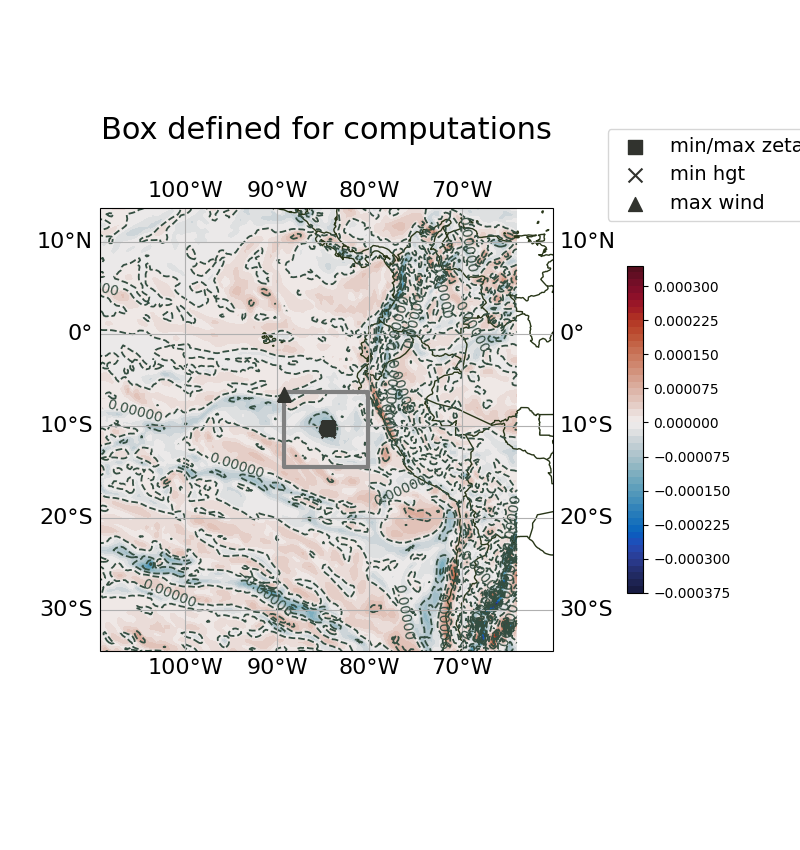 Box defined for computations
min/max zeta
min hgt
max wind
100°W 90°W 80°W 70°W
10°N 10°N
0° 0°
10°S 10°S
20°S 20°S
30°S 30°S
100°W 90°W 80°W 70°W
0.00000
0.00000
0.00000
0.00000
0.000300
0.000225
0.000150
0.000075
0.000000
−0.000075
−0.000150
−0.000225
−0.000300
−0.000375